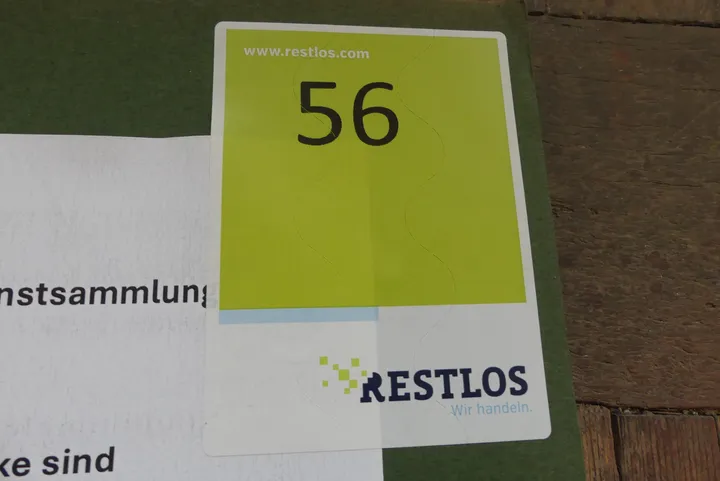 www.restlos.com
56
nstsammlung
RESTLOS
Wir handeln.
ke sind